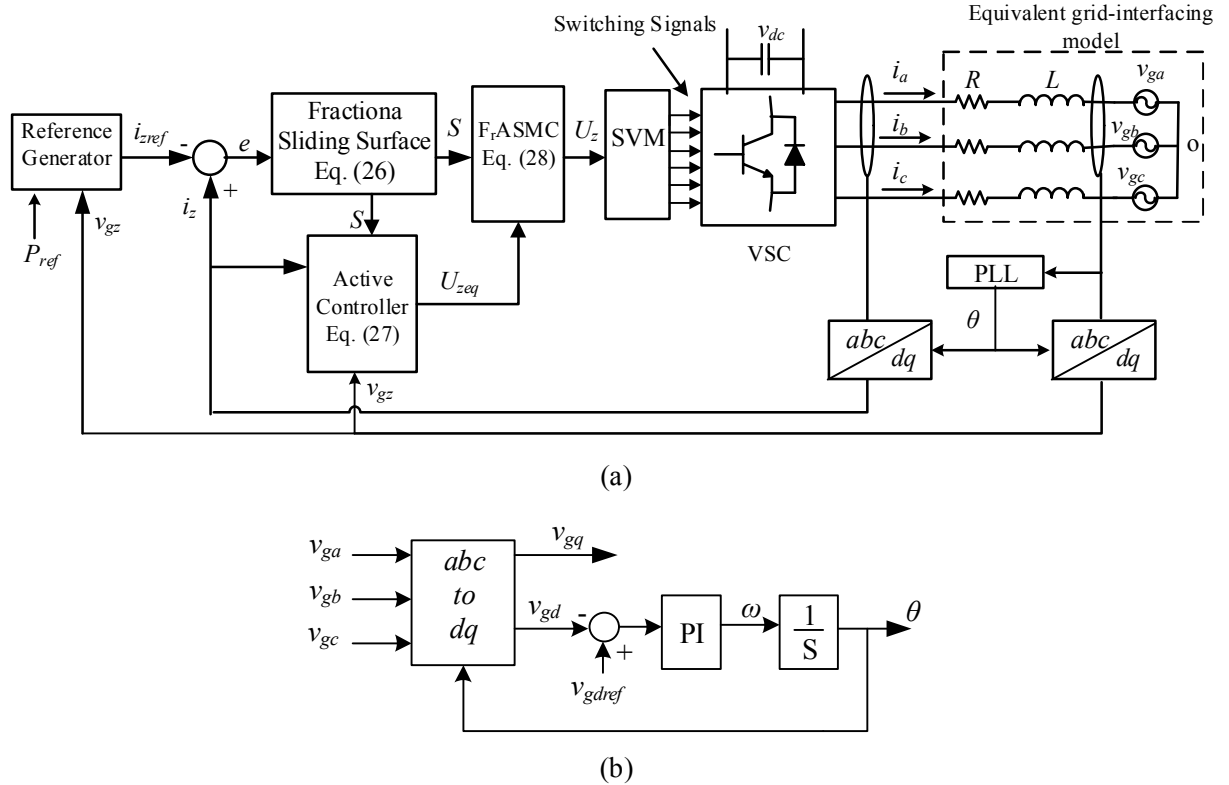 Switching Signals
v_dc
Equivalent grid-interfacing
model
Reference
Generator
i_zref
-
+
e
i_z
v_gz
P_ref
Fractiona
Sliding Surface
Eq. (26)
S
S
F_rASMC
Eq. (28)
U_z
SVM
VSC
Active
Controller
Eq. (27)
U_zeq
v_gz
i_a
i_b
i_c
R
L
v_ga
v_gb
v_gc
o
PLL
θ
abc
dq
abc
dq
(a)
v_ga
v_gb
v_gc
abc
to
dq
v_gq
v_gd
-
+
v_gdref
PI
ω
1
S
θ
(b)